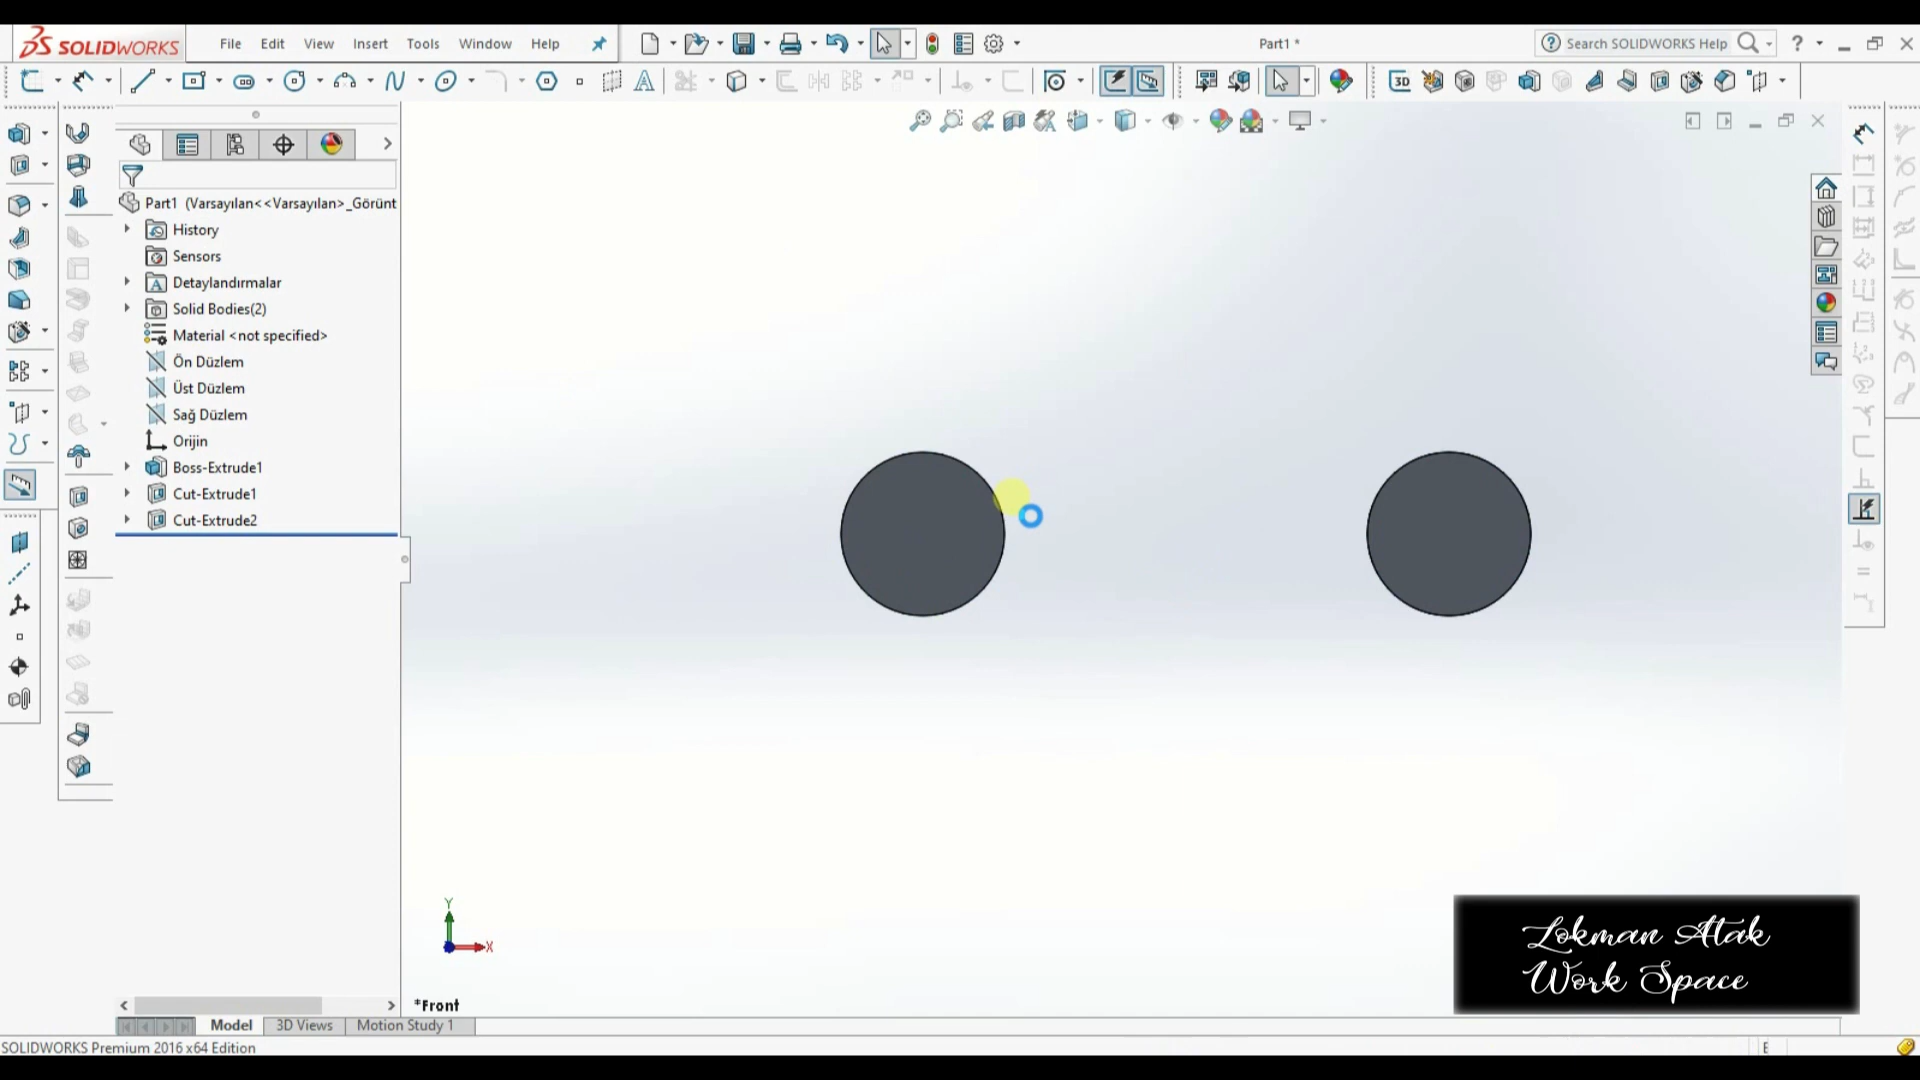 SOLIDWORKS
File Edit View Insert Tools Window Help
Part1 *
Search SOLIDWORKS Help
3D
Part1 (Varsayılan<<Varsayılan>_Görünt
History
Sensors
Detaylandırmalar
Solid Bodies(2)
Material <not specified>
Ön Düzlem
Üst Düzlem
Sağ Düzlem
Orijin
Boss-Extrude1
Cut-Extrude1
Cut-Extrude2
Y
X
*Front
Lokman Atak
Work Space
Model 3D Views Motion Study 1
SOLIDWORKS Premium 2016 x64 Edition